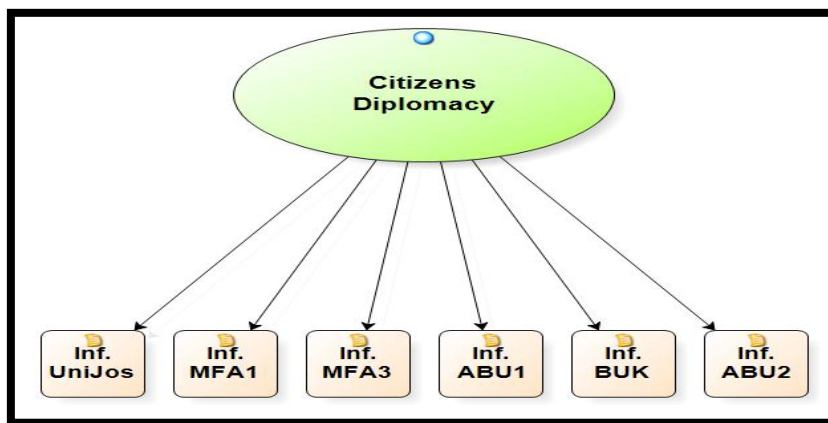 Citizens
Diplomacy
Inf.
UniJos
Inf.
MFA1
Inf.
MFA3
Inf.
ABU1
Inf.
BUK
Inf.
ABU2